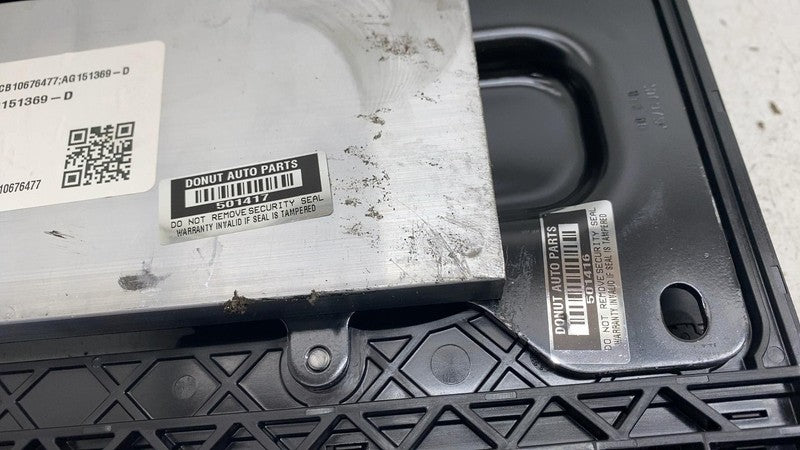 CB10676477;AG151369-D
151369-D
10676477
DONUT AUTO PARTS
501417
DO NOT REMOVE SECURITY SEAL
WARRANTY INVALID IF SEAL IS TAMPERED
DONUT AUTO PARTS
501416
DO NOT REMOVE SECURITY SEAL
WARRANTY INVALID IF SEAL IS TAMPERED